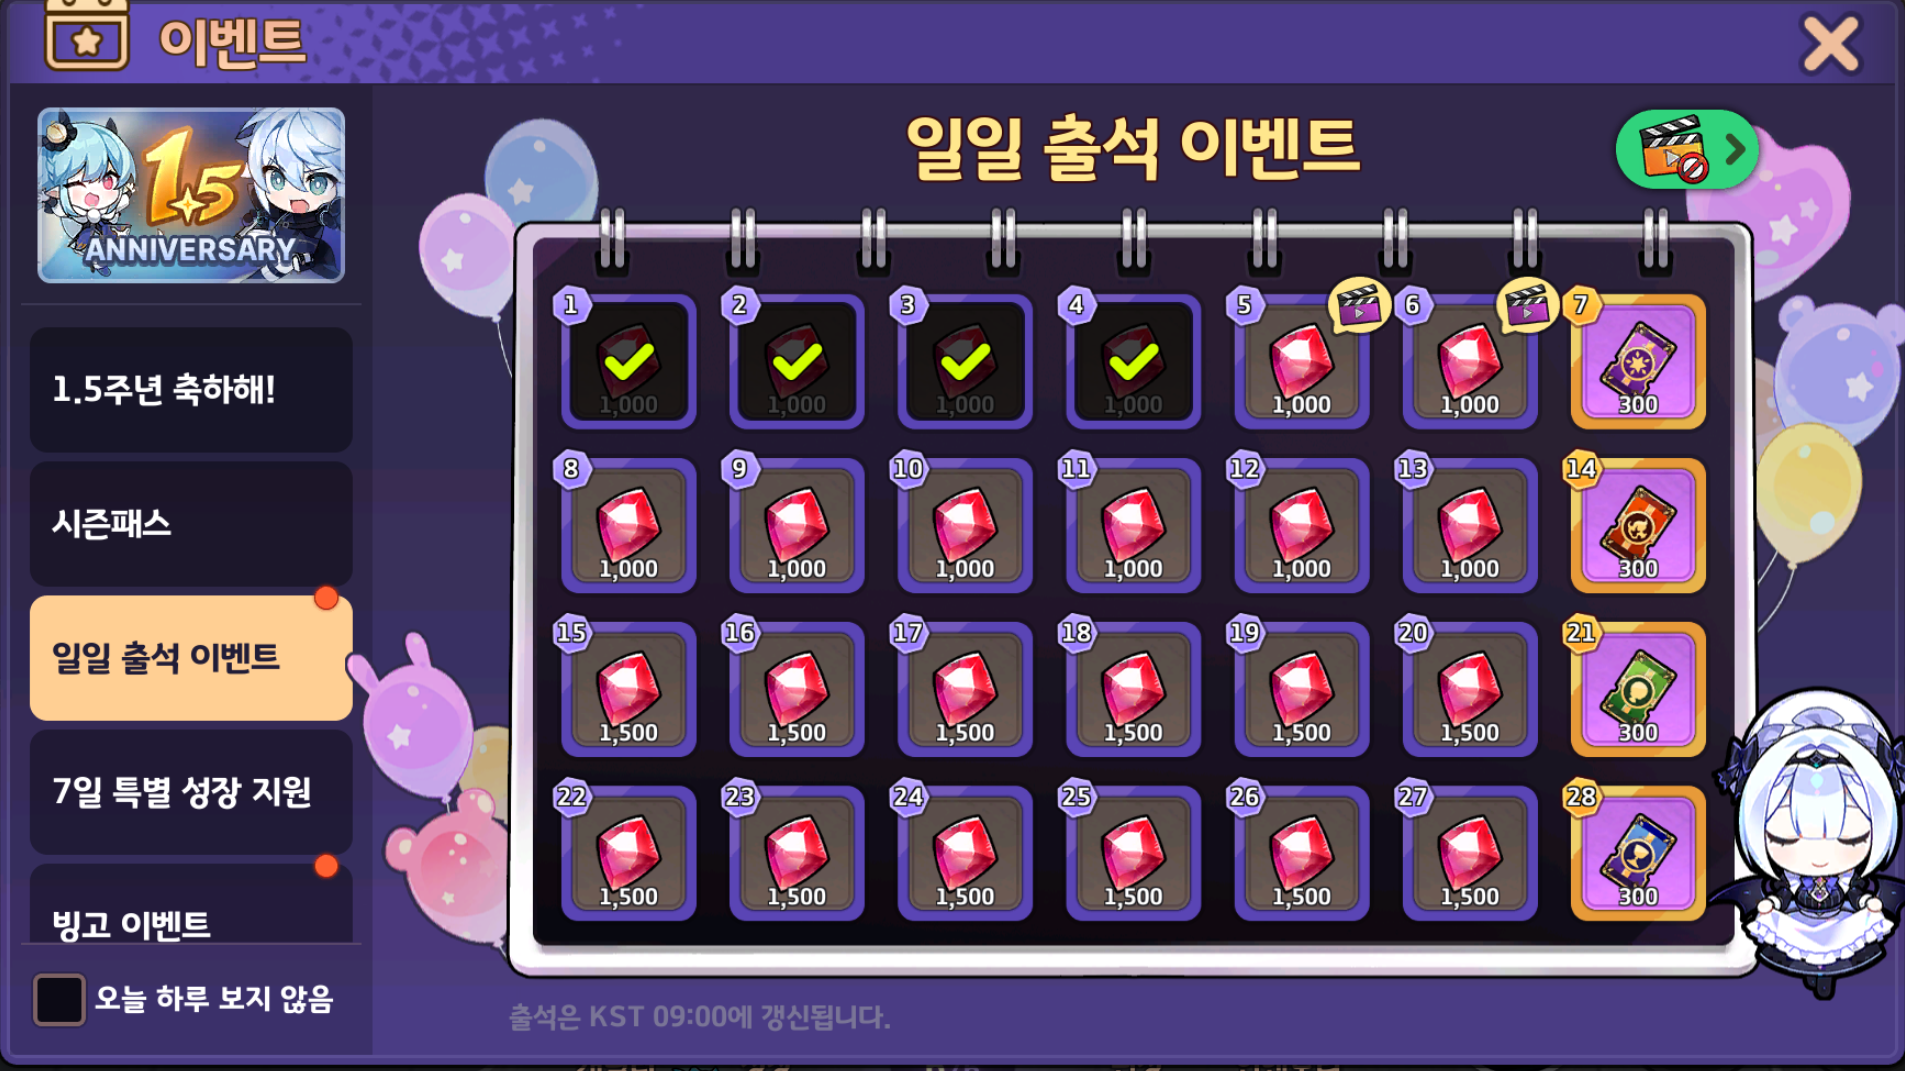 이벤트
1.5
ANNIVERSARY
1.5주년 축하해!
시즌패스
일일 출석 이벤트
7일 특별 성장 지원
빙고 이벤트
오늘 하루 보지 않음
일일 출석 이벤트
1 2 3 4 5 6 7
1,000 1,000 1,000 1,000 1,000 1,000 300
8 9 10 11 12 13 14
1,000 1,000 1,000 1,000 1,000 1,000 300
15 16 17 18 19 20 21
1,500 1,500 1,500 1,500 1,500 1,500 300
22 23 24 25 26 27 28
1,500 1,500 1,500 1,500 1,500 1,500 300
출석은 KST 09:00에 갱신됩니다.